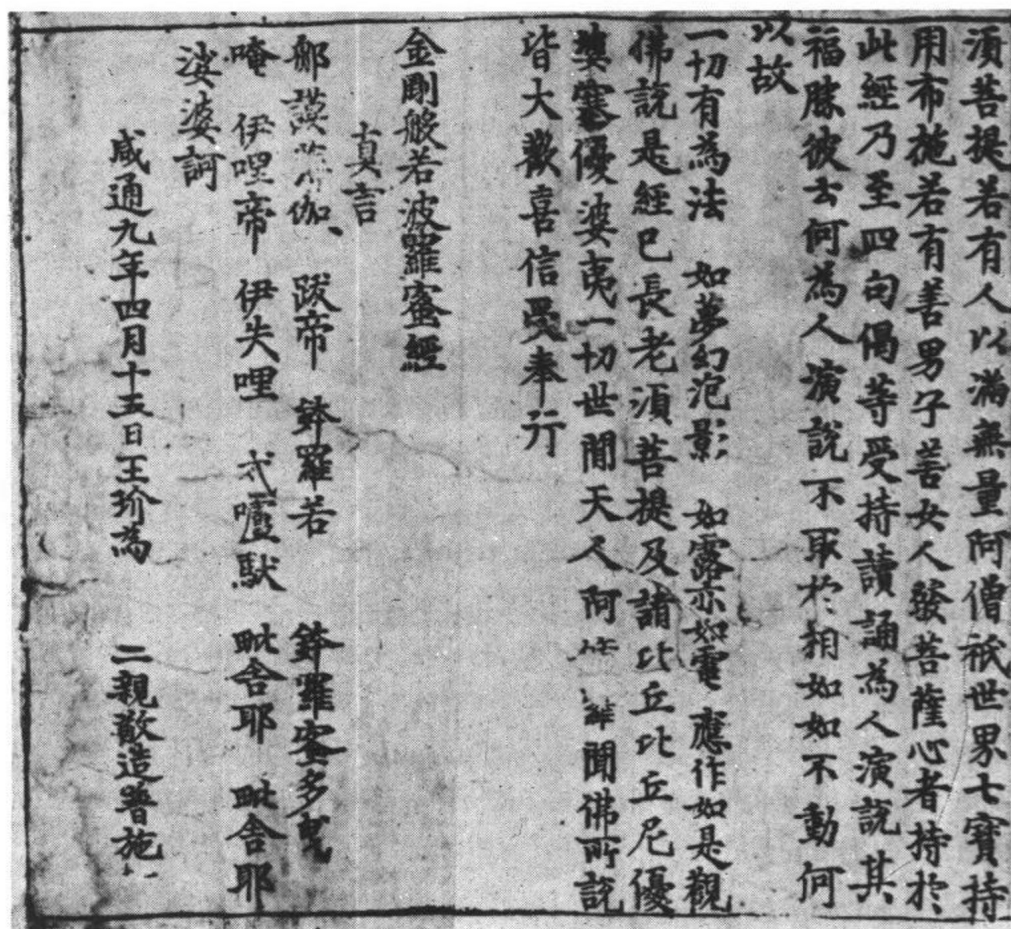 須菩提若有人以滿無量阿僧祇世界七寶持
用布施若有善男子善女人發菩薩心者持於
此經乃至四句偈等受持讀誦為人演說其
福勝彼云何為人演說不取於相如如不動何
以故
一切有為法　如夢幻泡影　如露亦如電　應作如是觀
佛說是經已長老須菩提及諸比丘比丘尼優
婆塞優婆夷一切世間天人阿聞佛所說
皆大歡喜信受奉行
金剛般若波羅蜜經
真言
那謨　伽　跋帝　鉢羅若　鉢羅蜜多曳
唵　伊哩帝　伊失哩　戍嚧馱　毗舍耶　毗舍耶
娑婆訶
咸通九年四月十五日王玠為　二親敬造普施